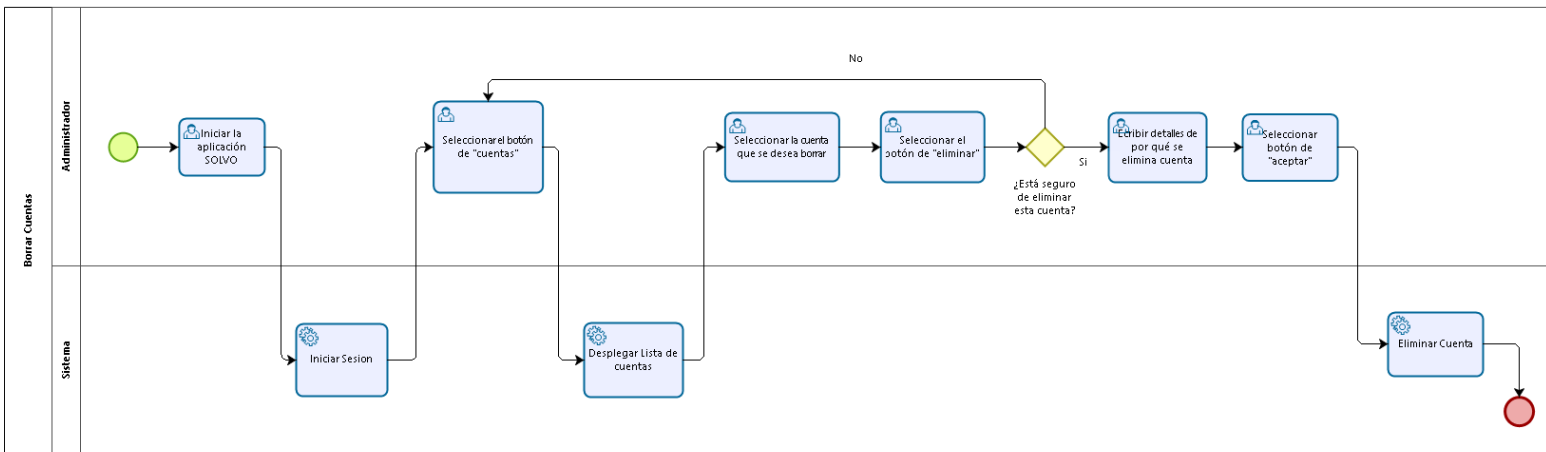 Borrar Cuentas
Administrador
Iniciar la
aplicación
SOLVO
Seleccionar el botón
de "cuentas"
No
Seleccionar la cuenta
que se desea borrar
Seleccionar el
botón de "eliminar"
¿Está seguro
de eliminar
esta cuenta?
Si
Ecribir detalles de
por qué se
elimina cuenta
Seleccionar
botón de
"aceptar"
Sistema
Iniciar Sesion
Desplegar Lista de
cuentas
Eliminar Cuenta